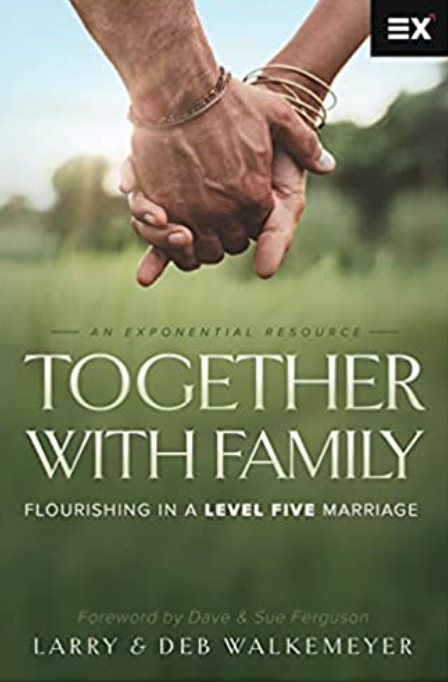 EX
AN EXPONENTIAL RESOURCE
TOGETHER
WITH FAMILY
FLOURISHING IN A LEVEL FIVE MARRIAGE
Foreword by Dave & Sue Ferguson
LARRY & DEB WALKEMEYER